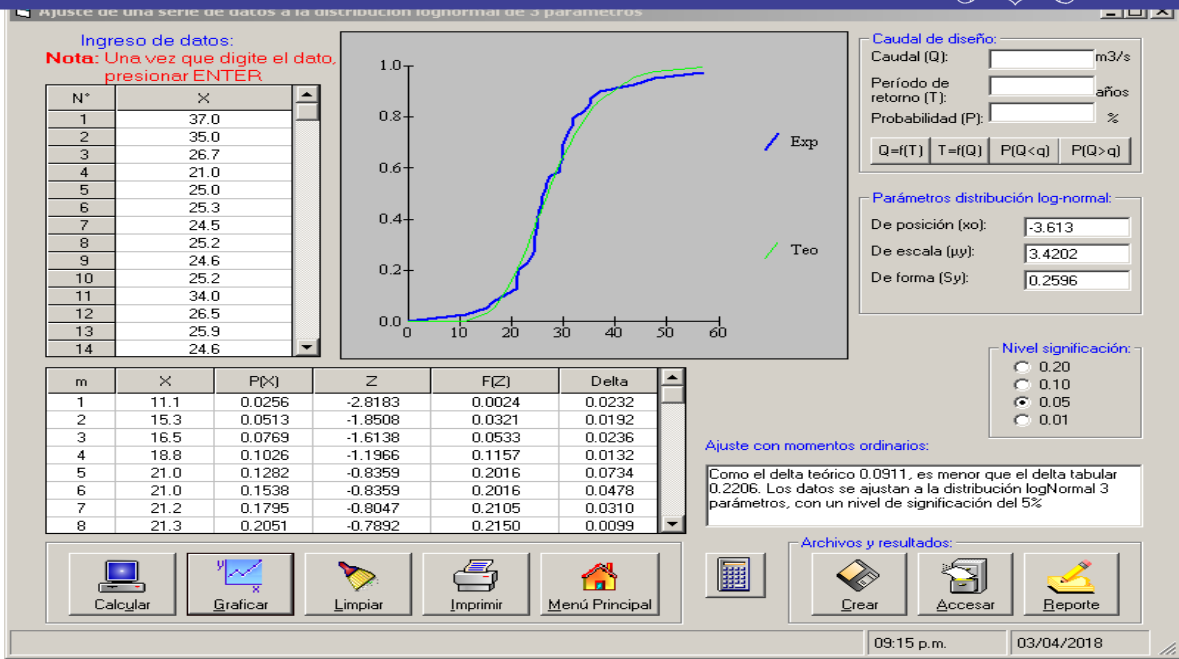 Ajuste de una serie de datos a la distribución lognormal de 3 parámetros
Ingreso de datos:
Nota: Una vez que digite el dato,
presionar ENTER
N° X
1 37.0
2 35.0
3 26.7
4 21.0
5 25.0
6 25.3
7 24.5
8 25.2
9 24.6
10 25.2
11 34.0
12 26.5
13 25.9
14 24.6
1.0
0.8
0.6
0.4
0.2
0.0
0 10 20 30 40 50 60
Exp
Teo
Caudal de diseño:
Caudal (Q): m3/s
Período de
retorno (T): años
Probabilidad (P): %
Q=f(T) T=f(Q) P(Q<q) P(Q>q)
Parámetros distribución log-normal:
De posición (xo): -3.613
De escala (µy): 3.4202
De forma (Sy): 0.2596
Nivel significación:
0.20
0.10
0.05
0.01
m X P(X) Z F(Z) Delta
1 11.1 0.0256 -2.8183 0.0024 0.0232
2 15.3 0.0513 -1.8508 0.0321 0.0192
3 16.5 0.0769 -1.6138 0.0533 0.0236
4 18.8 0.1026 -1.1966 0.1157 0.0132
5 21.0 0.1282 -0.8359 0.2016 0.0734
6 21.0 0.1538 -0.8359 0.2016 0.0478
7 21.2 0.1795 -0.8047 0.2105 0.0310
8 21.3 0.2051 -0.7892 0.2150 0.0099
Ajuste con momentos ordinarios:
Como el delta teórico 0.0911, es menor que el delta tabular
0.2206. Los datos se ajustan a la distribución logNormal 3
parámetros, con un nivel de significación del 5%
Calcular Graficar Limpiar Imprimir Menú Principal
Archivos y resultados:
Crear Accesar Reporte
09:15 p.m. 03/04/2018